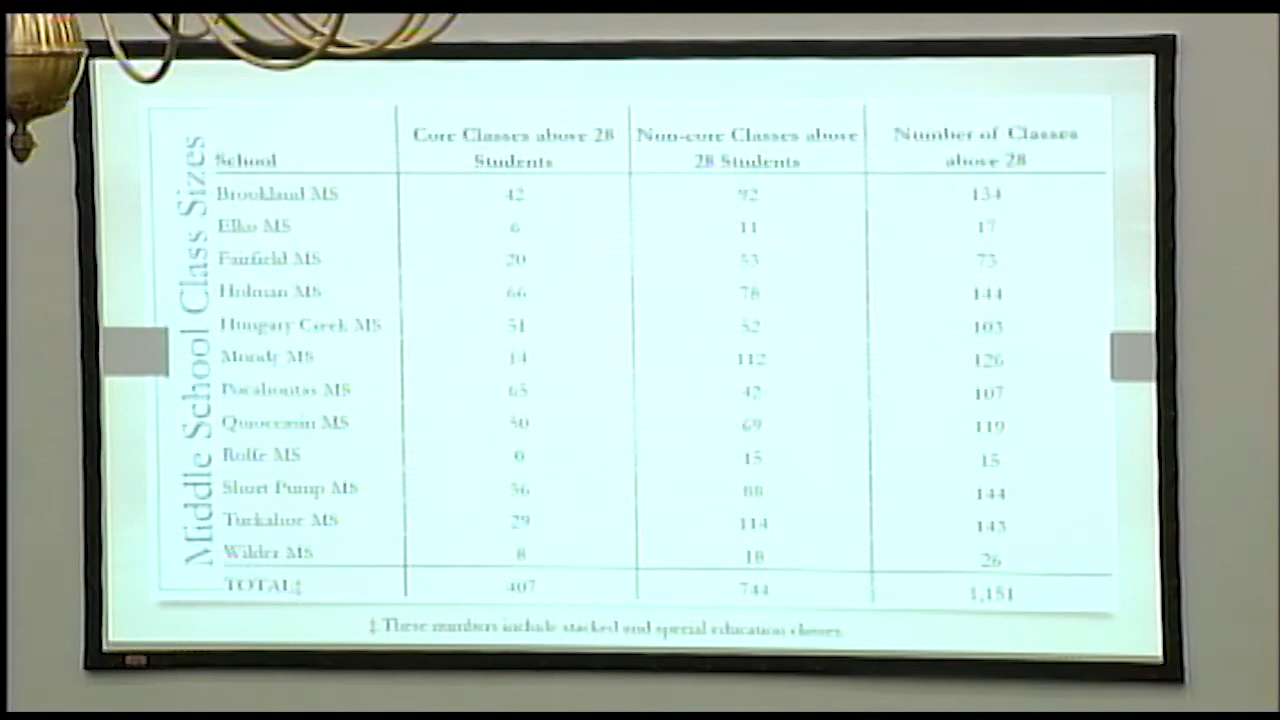 Middle School Class Sizes
School Core Classes above 28 Students Non-core Classes above 28 Students Number of Classes above 28
Brookland MS 42 92 134
Elko MS 6 11 17
Fairfield MS 20 53 73
Holman MS 66 78 144
Hungary Creek MS 51 52 103
Moody MS 14 112 126
Pocahontas MS 65 42 107
Quioccasin MS 50 69 119
Rolfe MS 0 15 15
Short Pump MS 56 88 144
Tuckahoe MS 29 114 143
Wilder MS 8 18 26
TOTAL‡ 407 744 1,151
‡ These numbers include stacked and special education classes.